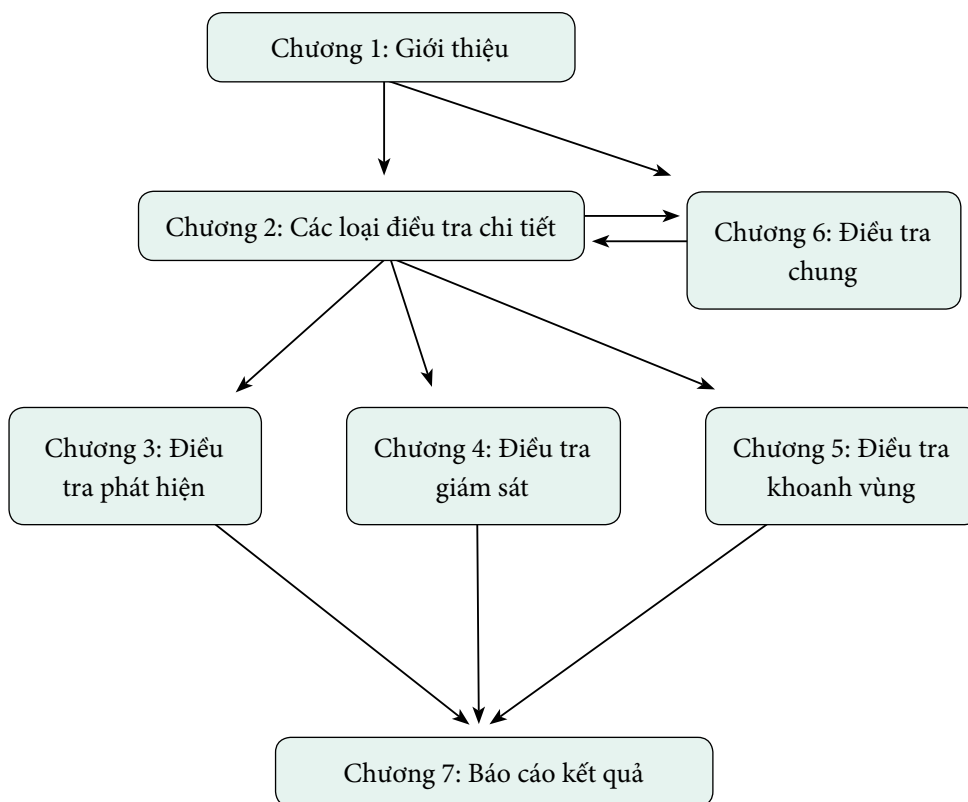 Chương 1: Giới thiệu
Chương 2: Các loại điều tra chi tiết
Chương 6: Điều tra
chung
Chương 3: Điều
tra phát hiện
Chương 4: Điều tra
giám sát
Chương 5: Điều tra
khoanh vùng
Chương 7: Báo cáo kết quả